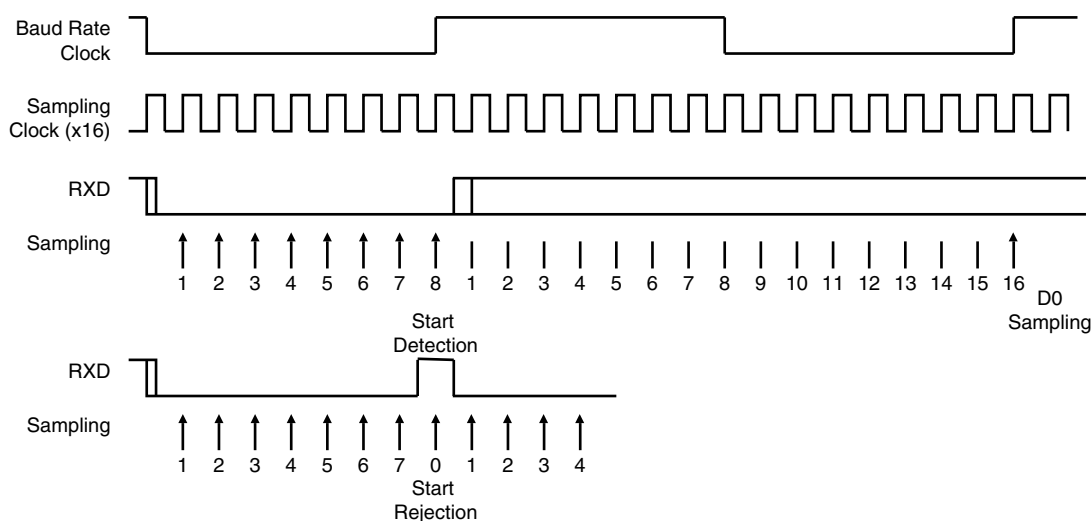 Baud Rate
Clock
Sampling
Clock (x16)
RXD
Sampling
1 2 3 4 5 6 7 8 1 2 3 4 5 6 7 8 9 10 11 12 13 14 15 16
D0
Sampling
Start
Detection
RXD
Sampling
1 2 3 4 5 6 7 0 1 2 3 4
Start
Rejection